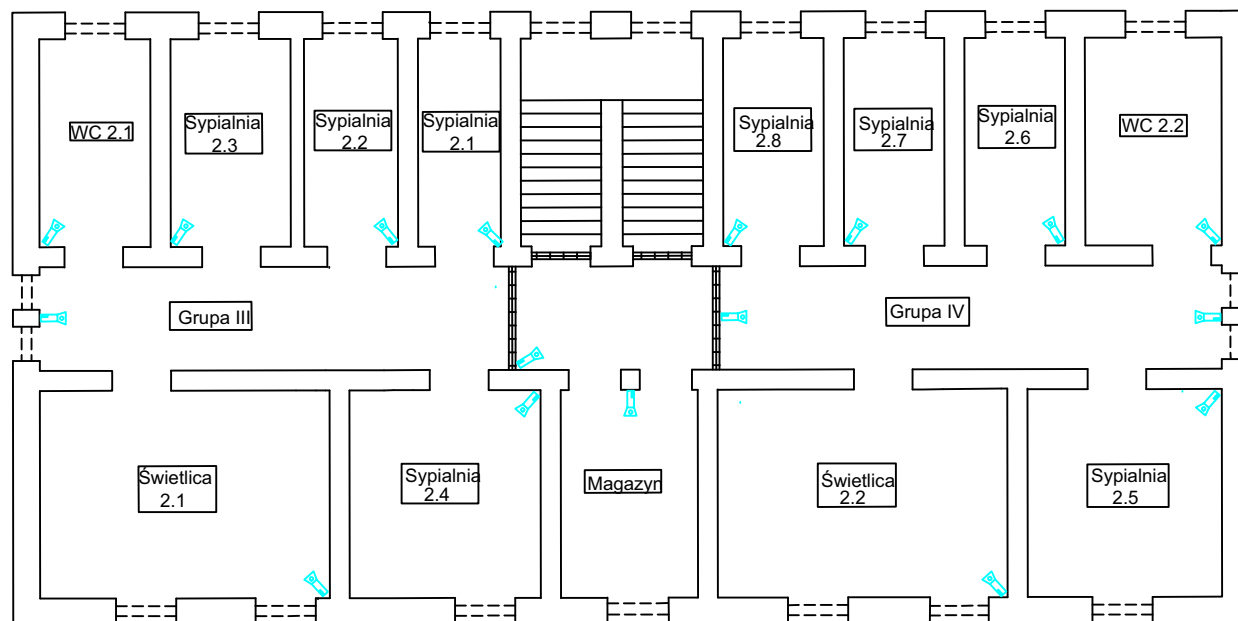 WC 2.1
Sypialnia
2.3
Sypialnia
2.2
Sypialnia
2.1
Sypialnia
2.8
Sypialnia
2.7
Sypialnia
2.6
WC 2.2
Grupa III
Grupa IV
Świetlica
2.1
Sypialnia
2.4
Magazyn
Świetlica
2.2
Sypialnia
2.5